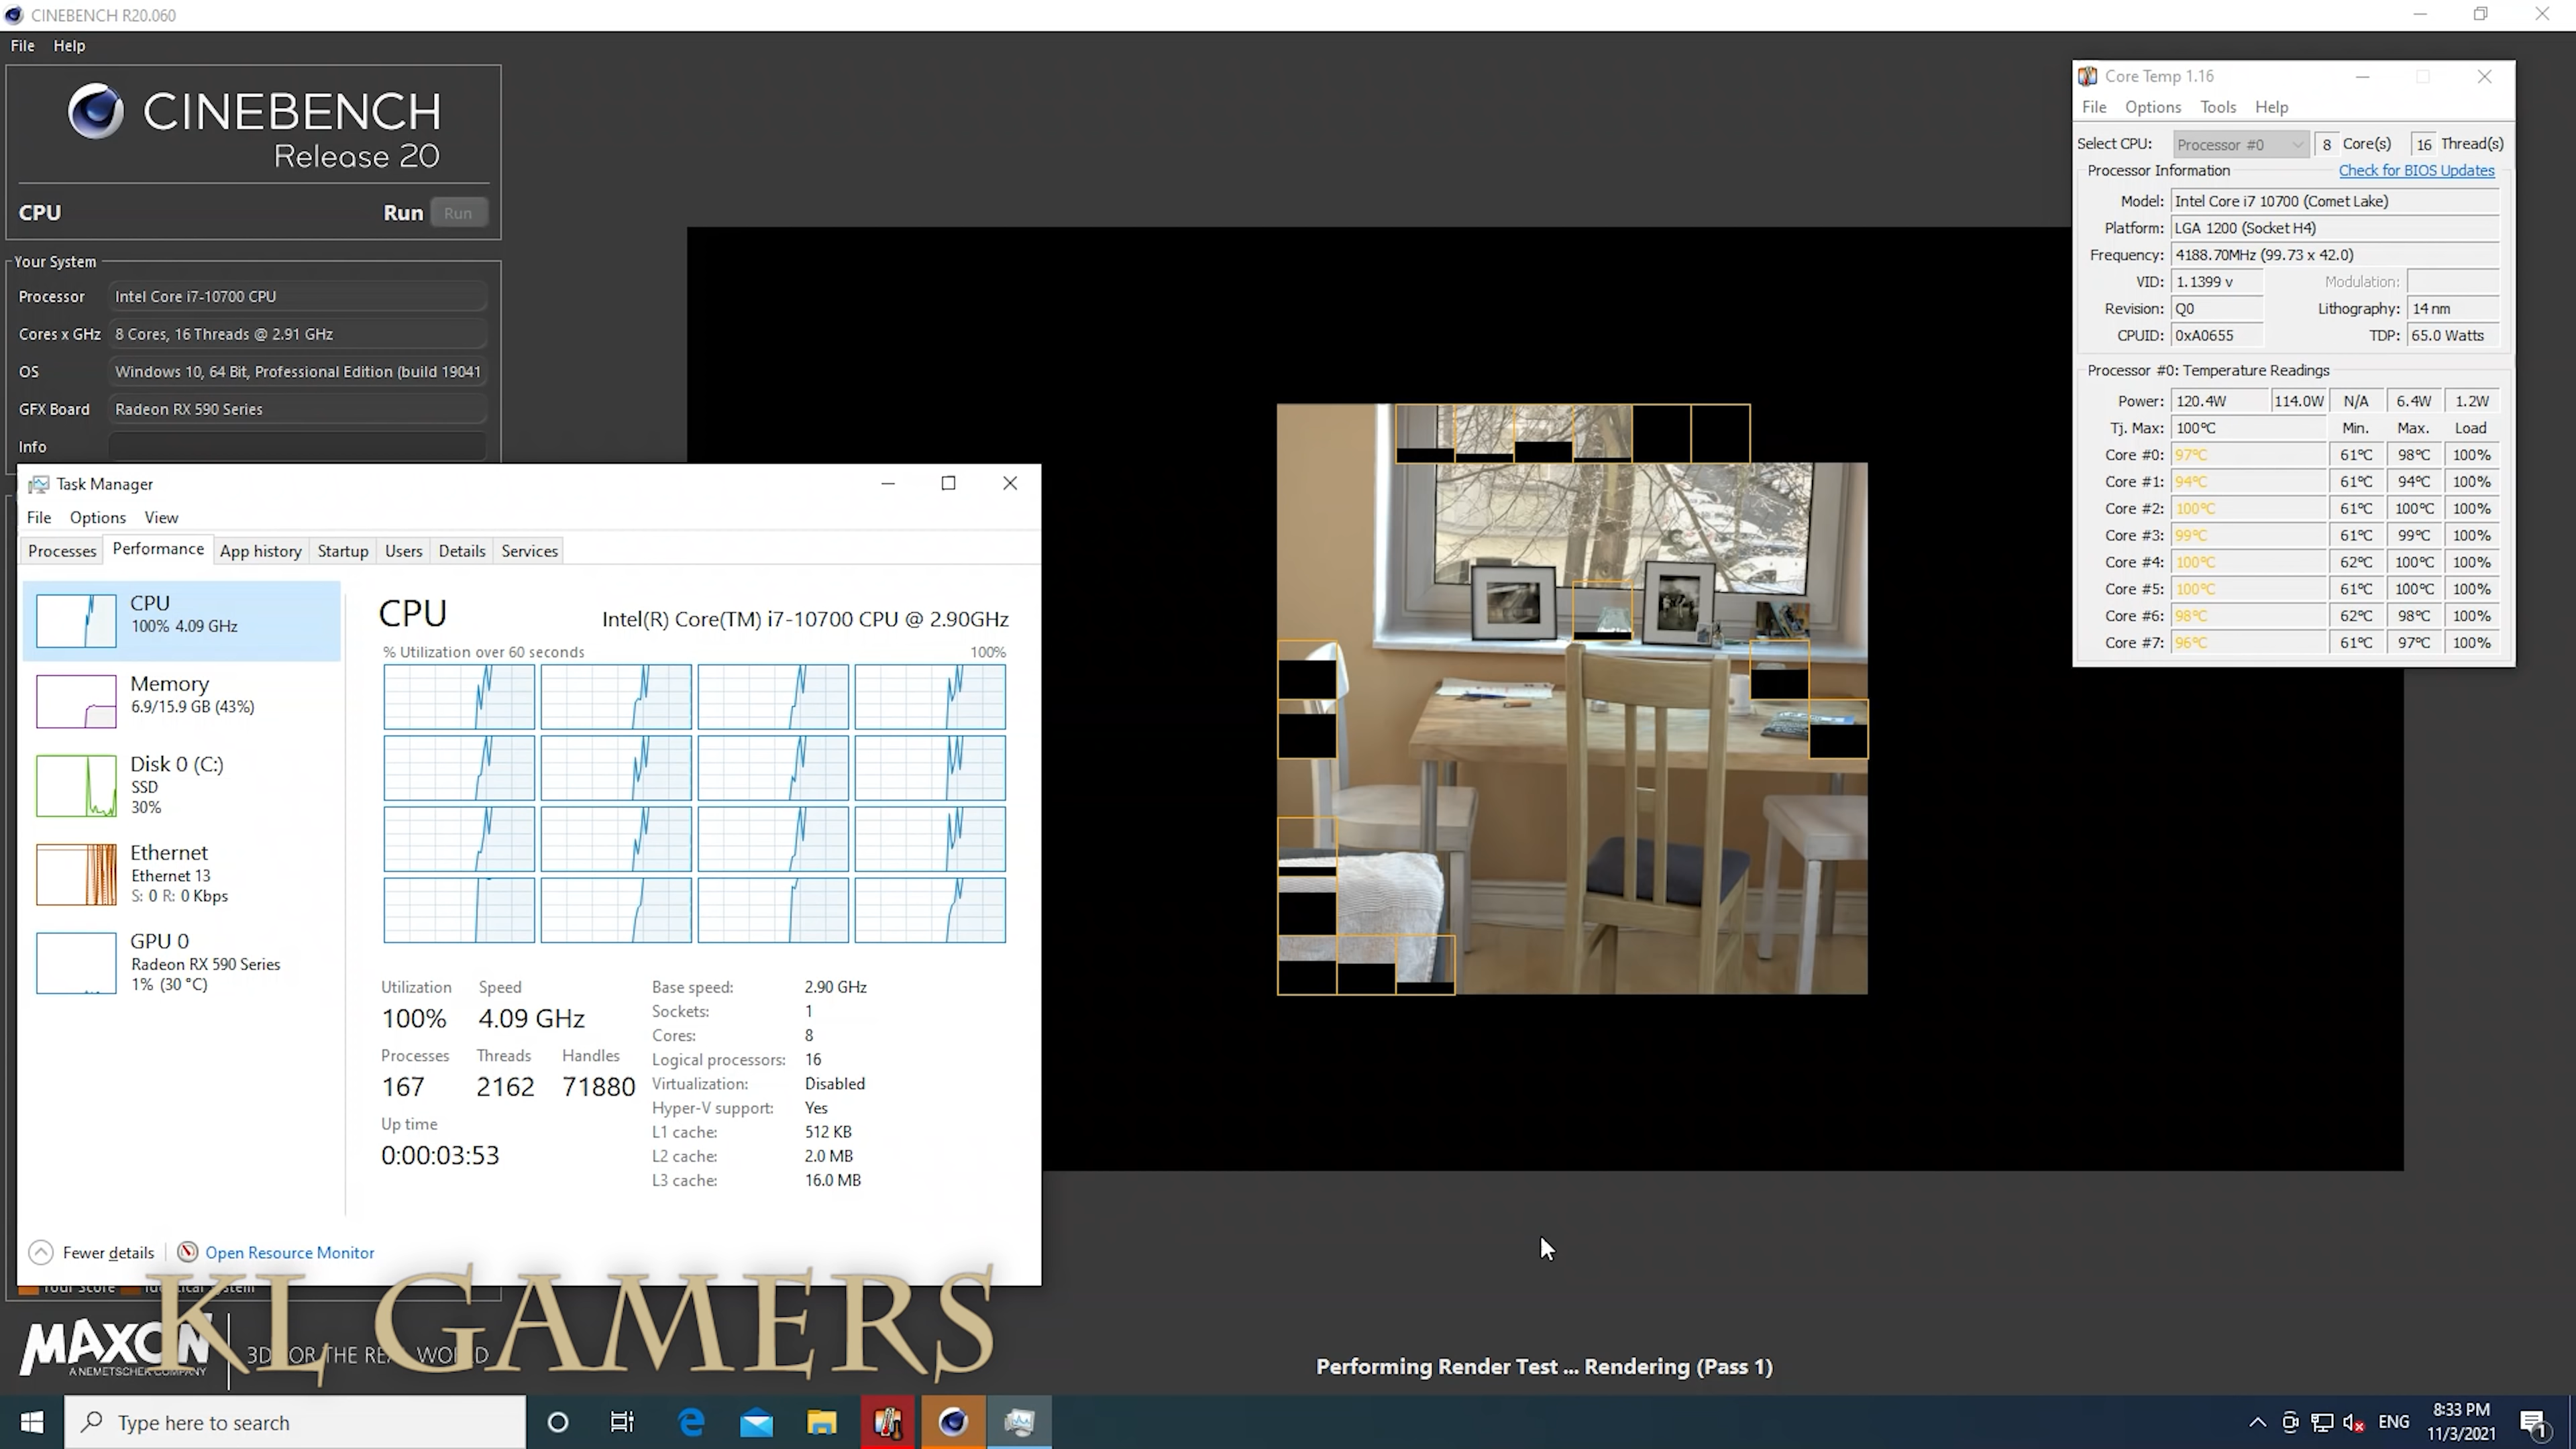 CINEBENCH R20.060
File Help
CINEBENCH
Release 20
CPU Run Run
Your System
Processor Intel Core i7-10700 CPU
Cores x GHz 8 Cores, 16 Threads @ 2.91 GHz
OS Windows 10, 64 Bit, Professional Edition (build 19041
GFX Board Radeon RX 590 Series
Info
Task Manager
File Options View
Processes Performance App history Startup Users Details Services
CPU
100% 4.09 GHz
Memory
6.9/15.9 GB (43%)
Disk 0 (C:)
SSD
30%
Ethernet
Ethernet 13
S: 0 R: 0 Kbps
GPU 0
Radeon RX 590 Series
1% (30 °C)
CPU Intel(R) Core(TM) i7-10700 CPU @ 2.90GHz
% Utilization over 60 seconds 100%
Utilization Speed
100% 4.09 GHz
Processes Threads Handles
167 2162 71880
Up time
0:00:03:53
Base speed: 2.90 GHz
Sockets: 1
Cores: 8
Logical processors: 16
Virtualization: Disabled
Hyper-V support: Yes
L1 cache: 512 KB
L2 cache: 2.0 MB
L3 cache: 16.0 MB
Fewer details Open Resource Monitor
Core Temp 1.16
File Options Tools Help
Select CPU: Processor #0 8 Core(s) 16 Thread(s)
Processor Information Check for BIOS Updates
Model: Intel Core i7 10700 (Comet Lake)
Platform: LGA 1200 (Socket H4)
Frequency: 4188.70MHz (99.73 x 42.0)
VID: 1.1399 v Modulation:
Revision: Q0 Lithography: 14 nm
CPUID: 0xA0655 TDP: 65.0 Watts
Processor #0: Temperature Readings
Power: 120.4W 114.0W N/A 6.4W 1.2W
Tj. Max: 100°C Min. Max. Load
Core #0: 97°C 61°C 98°C 100%
Core #1: 94°C 61°C 94°C 100%
Core #2: 100°C 61°C 100°C 100%
Core #3: 99°C 61°C 99°C 100%
Core #4: 100°C 62°C 100°C 100%
Core #5: 100°C 61°C 100°C 100%
Core #6: 98°C 62°C 98°C 100%
Core #7: 96°C 61°C 97°C 100%
Your Score
KL GAMERS
MAXON
A NEMETSCHEK COMPANY
3D FOR THE REAL WORLD
Performing Render Test ... Rendering (Pass 1)
Type here to search
ENG
8:33 PM
11/3/2021
1